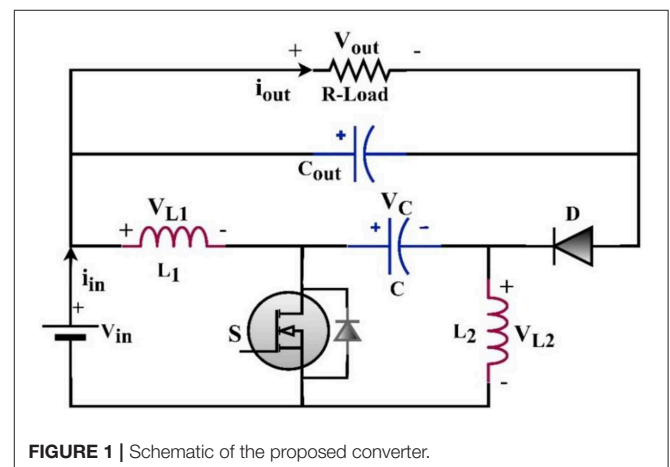 + Vout -
iout R-Load
+
Cout
VL1 VC D
+ - + -
L1 C
iin
+
Vin S L2 + VL2
-
FIGURE 1 | Schematic of the proposed converter.